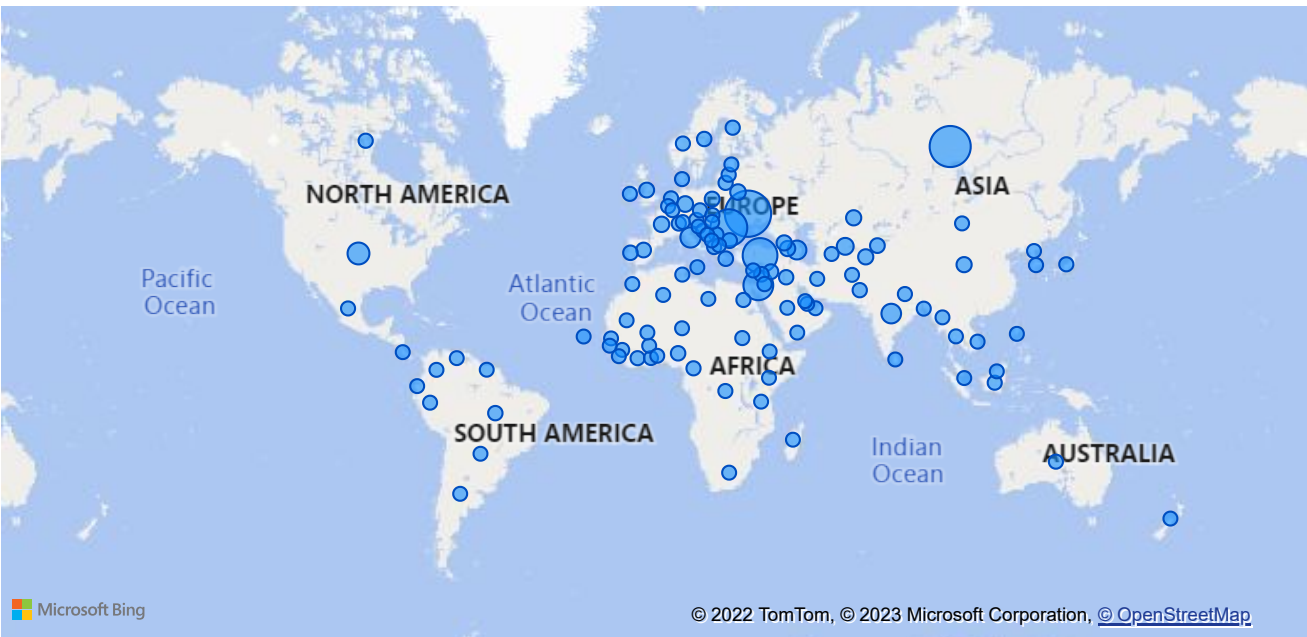 NORTH AMERICA
EUROPE
ASIA
Pacific
Ocean
Atlantic
Ocean
AFRICA
SOUTH AMERICA
Indian
Ocean
AUSTRALIA
Microsoft Bing
© 2022 TomTom, © 2023 Microsoft Corporation, © OpenStreetMap